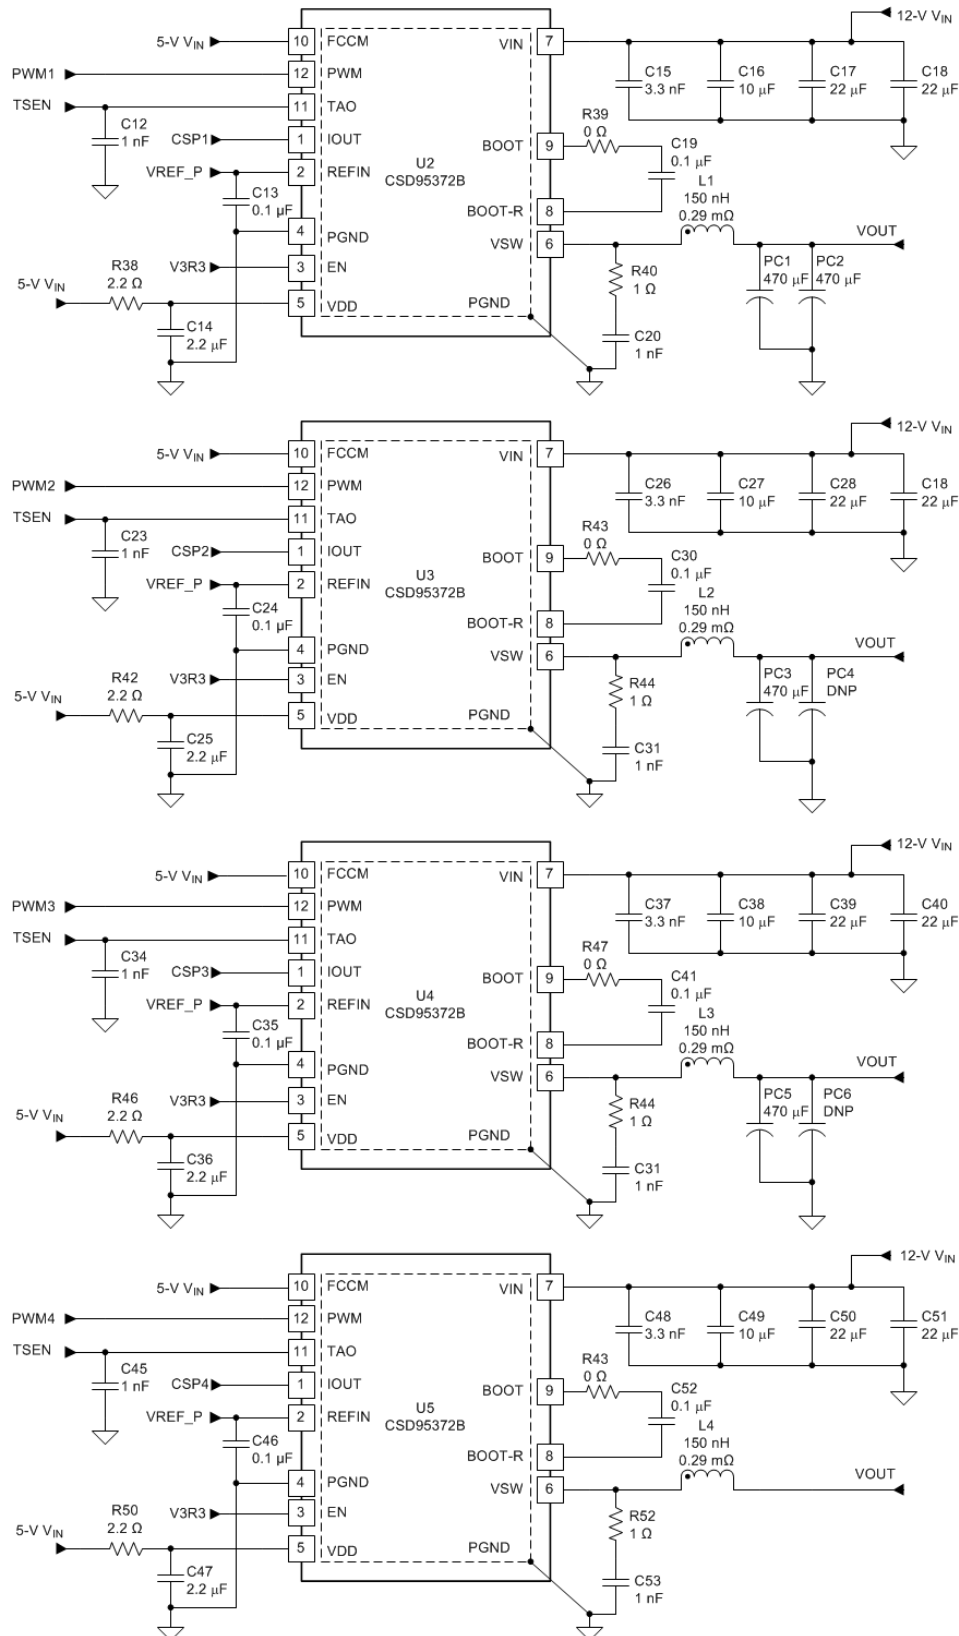 12-V VIN
5-V VIN
10
FCCM
VIN
7
PWM1
12
PWM
C15
3.3 nF
C16
10 μF
C17
22 μF
C18
22 μF
TSEN
11
TAO
C12
1 nF
CSP1
1
IOUT
R39
0 Ω
BOOT
9
C19
0.1 μF
VREF_P
2
REFIN
U2
CSD95372B
L1
150 nH
0.29 mΩ
C13
0.1 μF
BOOT-R
8
4
PGND
VSW
6
VOUT
R38
2.2 Ω
V3R3
3
EN
R40
1 Ω
PC1
470 μF
PC2
470 μF
5-V VIN
5
VDD
PGND
C14
2.2 μF
C20
1 nF
12-V VIN
5-V VIN
10
FCCM
VIN
7
PWM2
12
PWM
C26
3.3 nF
C27
10 μF
C28
22 μF
C18
22 μF
TSEN
11
TAO
C23
1 nF
CSP2
1
IOUT
R43
0 Ω
BOOT
9
C30
0.1 μF
VREF_P
2
REFIN
U3
CSD95372B
L2
150 nH
0.29 mΩ
C24
0.1 μF
BOOT-R
8
4
PGND
VSW
6
VOUT
R42
2.2 Ω
V3R3
3
EN
R44
1 Ω
PC3
470 μF
PC4
DNP
5-V VIN
5
VDD
PGND
C25
2.2 μF
C31
1 nF
12-V VIN
5-V VIN
10
FCCM
VIN
7
PWM3
12
PWM
C37
3.3 nF
C38
10 μF
C39
22 μF
C40
22 μF
TSEN
11
TAO
C34
1 nF
CSP3
1
IOUT
R47
0 Ω
BOOT
9
C41
0.1 μF
VREF_P
2
REFIN
U4
CSD95372B
L3
150 nH
0.29 mΩ
C35
0.1 μF
BOOT-R
8
4
PGND
VSW
6
VOUT
R46
2.2 Ω
V3R3
3
EN
R44
1 Ω
PC5
470 μF
PC6
DNP
5-V VIN
5
VDD
PGND
C36
2.2 μF
C31
1 nF
12-V VIN
5-V VIN
10
FCCM
VIN
7
PWM4
12
PWM
C48
3.3 nF
C49
10 μF
C50
22 μF
C51
22 μF
TSEN
11
TAO
C45
1 nF
CSP4
1
IOUT
R43
0 Ω
BOOT
9
C52
0.1 μF
VREF_P
2
REFIN
U5
CSD95372B
L4
150 nH
0.29 mΩ
C46
0.1 μF
BOOT-R
8
4
PGND
VSW
6
VOUT
R50
2.2 Ω
V3R3
3
EN
R52
1 Ω
5-V VIN
5
VDD
PGND
C47
2.2 μF
C53
1 nF